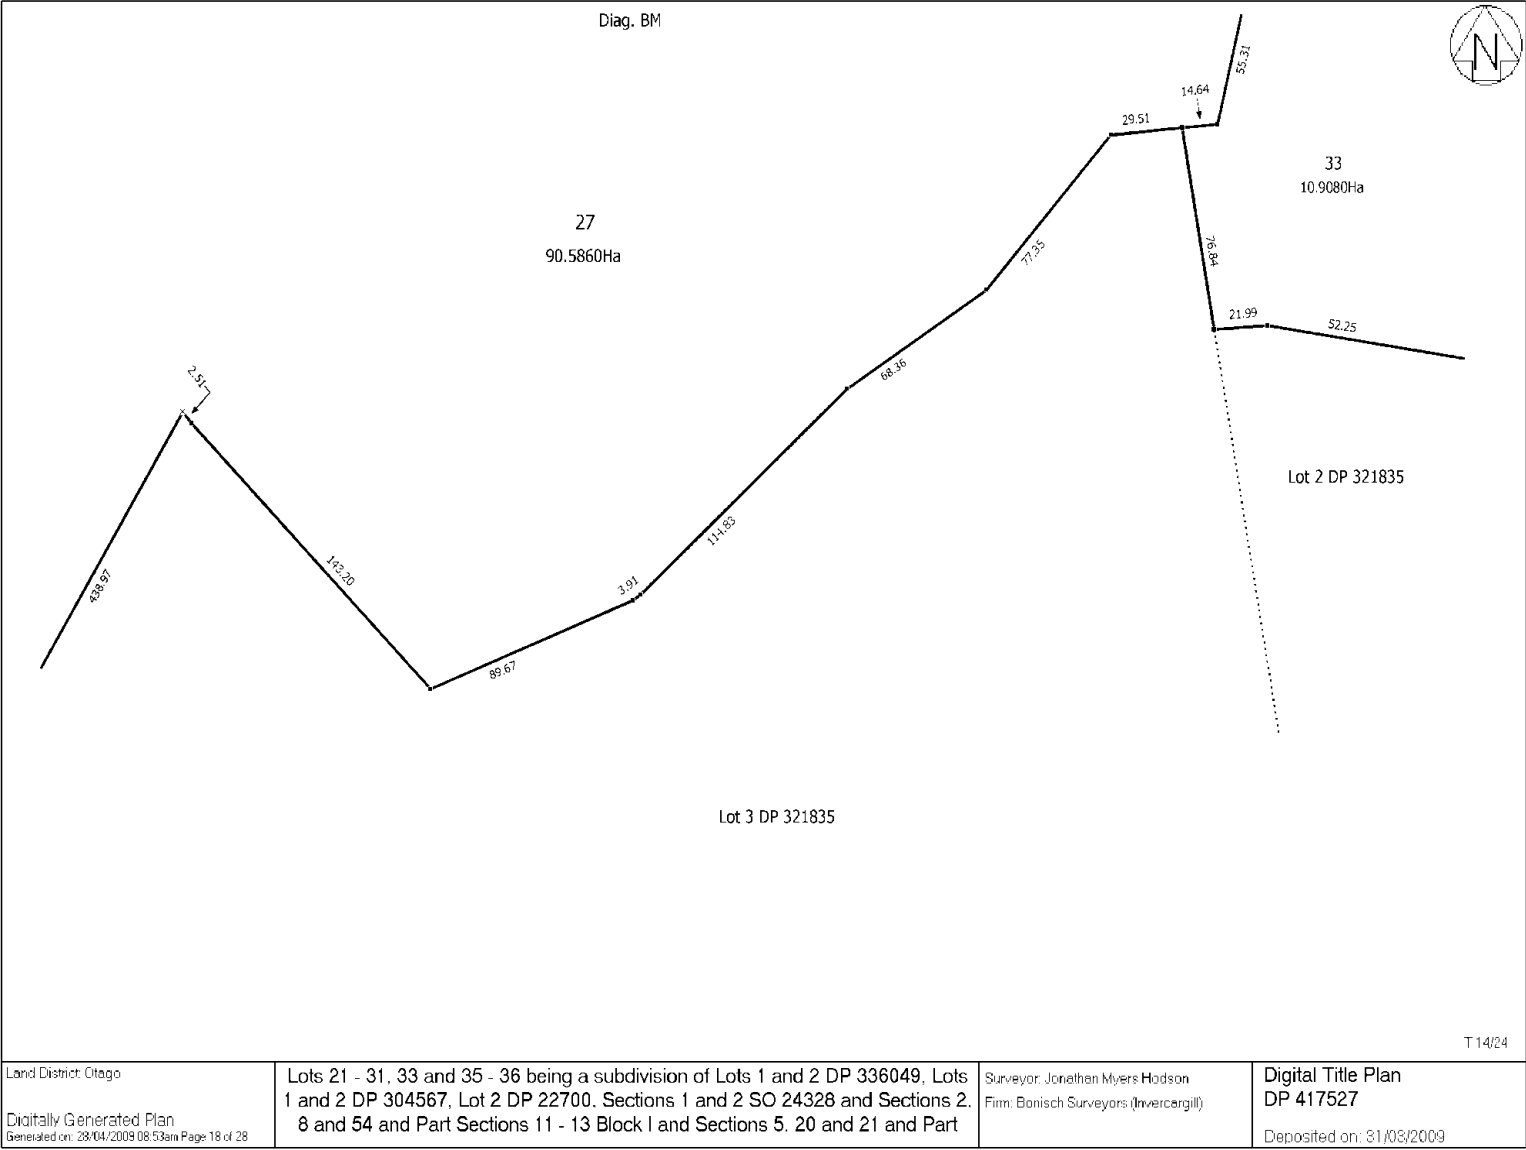 Diag. BM
N
55.31
14.64
29.51
33
10.9080Ha
27
90.5860Ha
77.35
76.84
21.99
52.25
68.36
2.51
Lot 2 DP 321835
114.83
143.20
438.97
3.91
89.67
Lot 3 DP 321835
T 14/24
Land District: Otago
Digitally Generated Plan
Generated on: 28/04/2009 08:53am Page 18 of 28
Lots 21 - 31, 33 and 35 - 36 being a subdivision of Lots 1 and 2 DP 336049, Lots
1 and 2 DP 304567, Lot 2 DP 22700, Sections 1 and 2 SO 24328 and Sections 2,
8 and 54 and Part Sections 11 - 13 Block I and Sections 5, 20 and 21 and Part
Surveyor: Jonathan Myers Hodson
Firm: Bonisch Surveyors (Invercargill)
Digital Title Plan
DP 417527
Deposited on: 31/03/2009